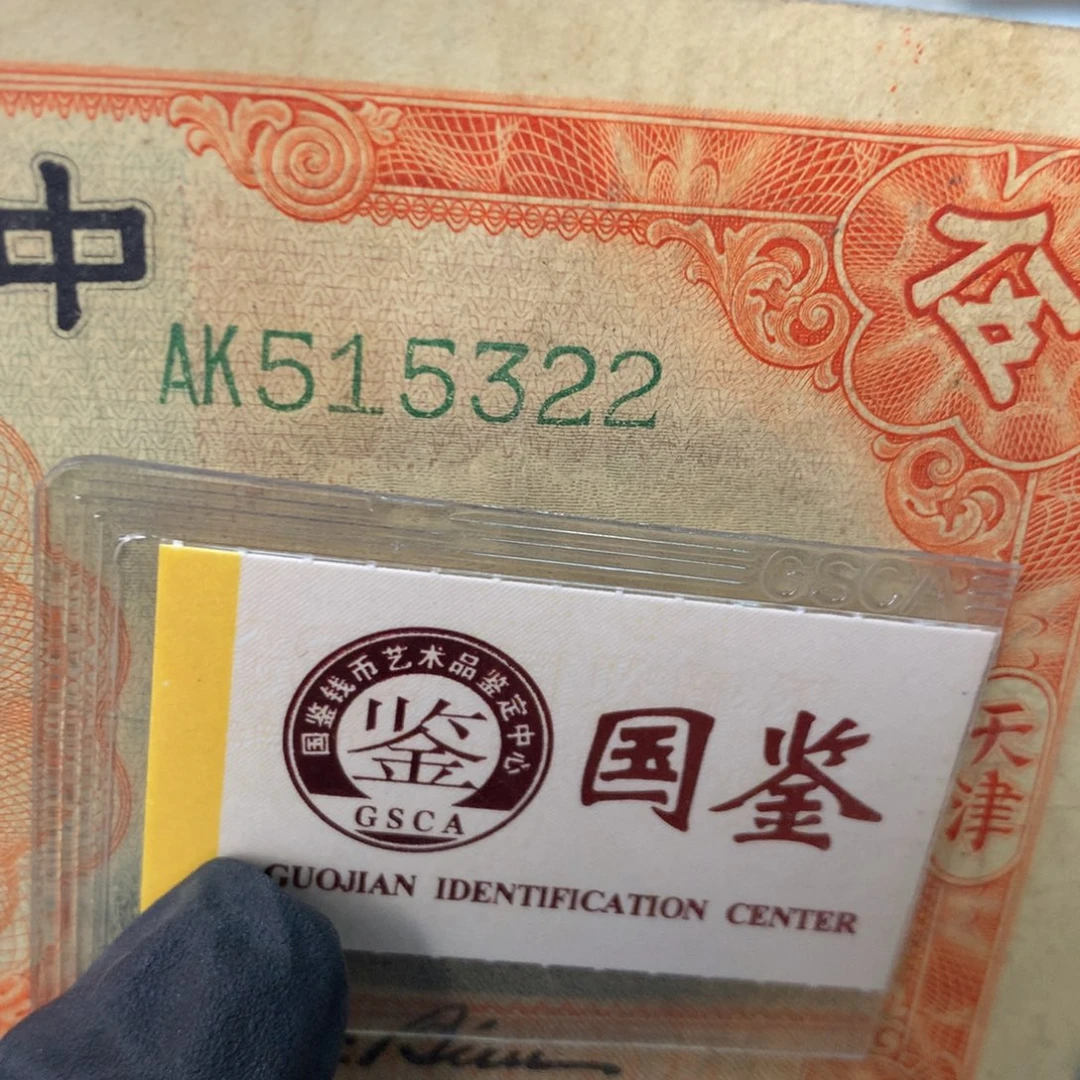 中
伍
AK515322
GSCA
国鉴钱币艺术品鉴定中心
鉴
GSCA
国鉴
GUOJIAN IDENTIFICATION CENTER
天津